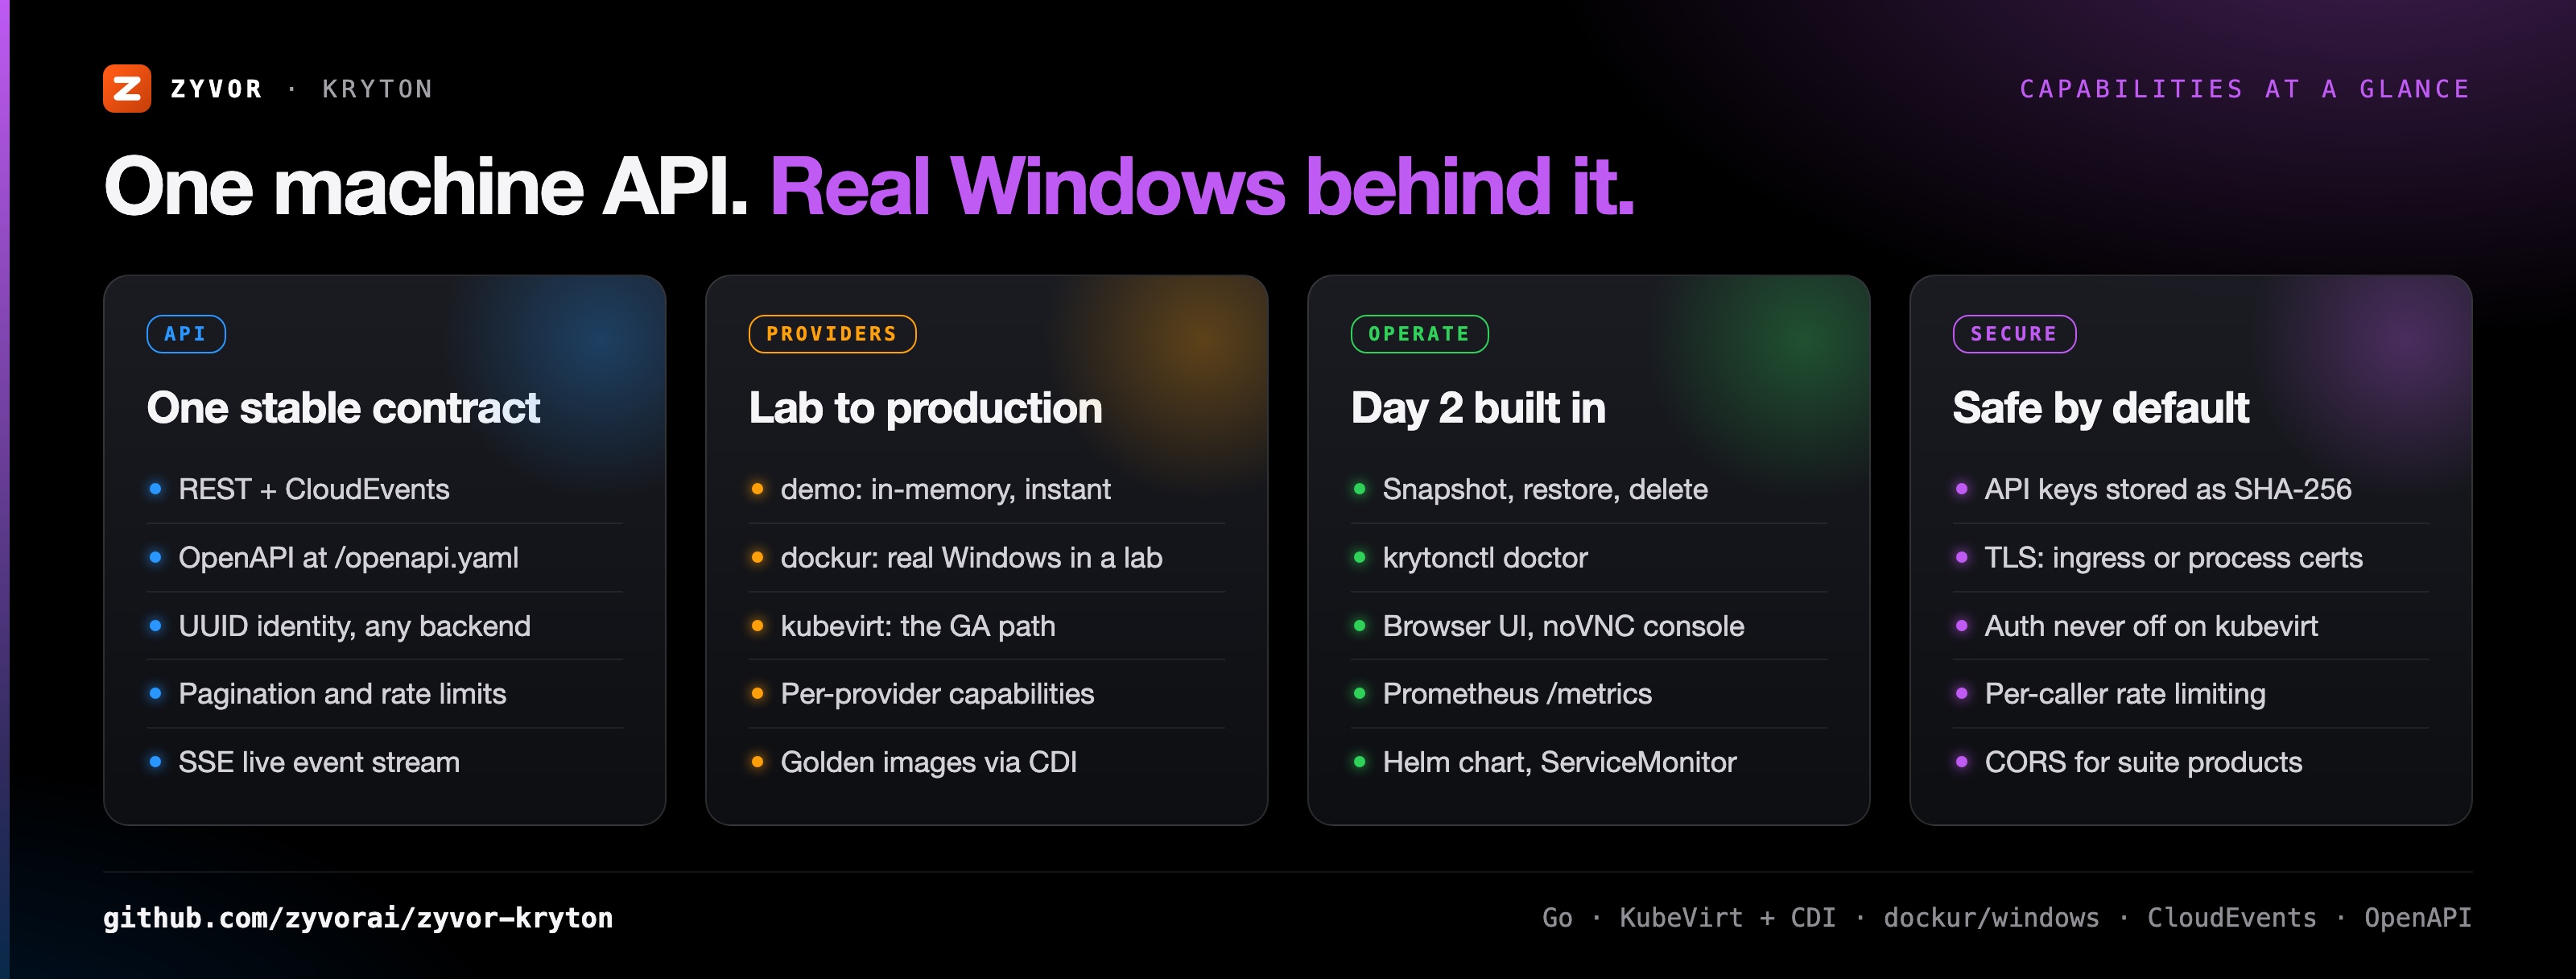 Z ZYVOR · KRYTON
CAPABILITIES AT A GLANCE
One machine API. Real Windows behind it.
API
One stable contract
REST + CloudEvents
OpenAPI at /openapi.yaml
UUID identity, any backend
Pagination and rate limits
SSE live event stream
PROVIDERS
Lab to production
demo: in-memory, instant
dockur: real Windows in a lab
kubevirt: the GA path
Per-provider capabilities
Golden images via CDI
OPERATE
Day 2 built in
Snapshot, restore, delete
krytonctl doctor
Browser UI, noVNC console
Prometheus /metrics
Helm chart, ServiceMonitor
SECURE
Safe by default
API keys stored as SHA-256
TLS: ingress or process certs
Auth never off on kubevirt
Per-caller rate limiting
CORS for suite products
github.com/zyvorai/zyvor-kryton
Go · KubeVirt + CDI · dockur/windows · CloudEvents · OpenAPI